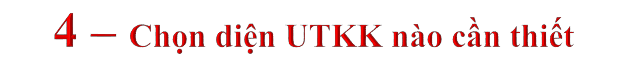 4 – Chọn diện UTKK nào cần thiết